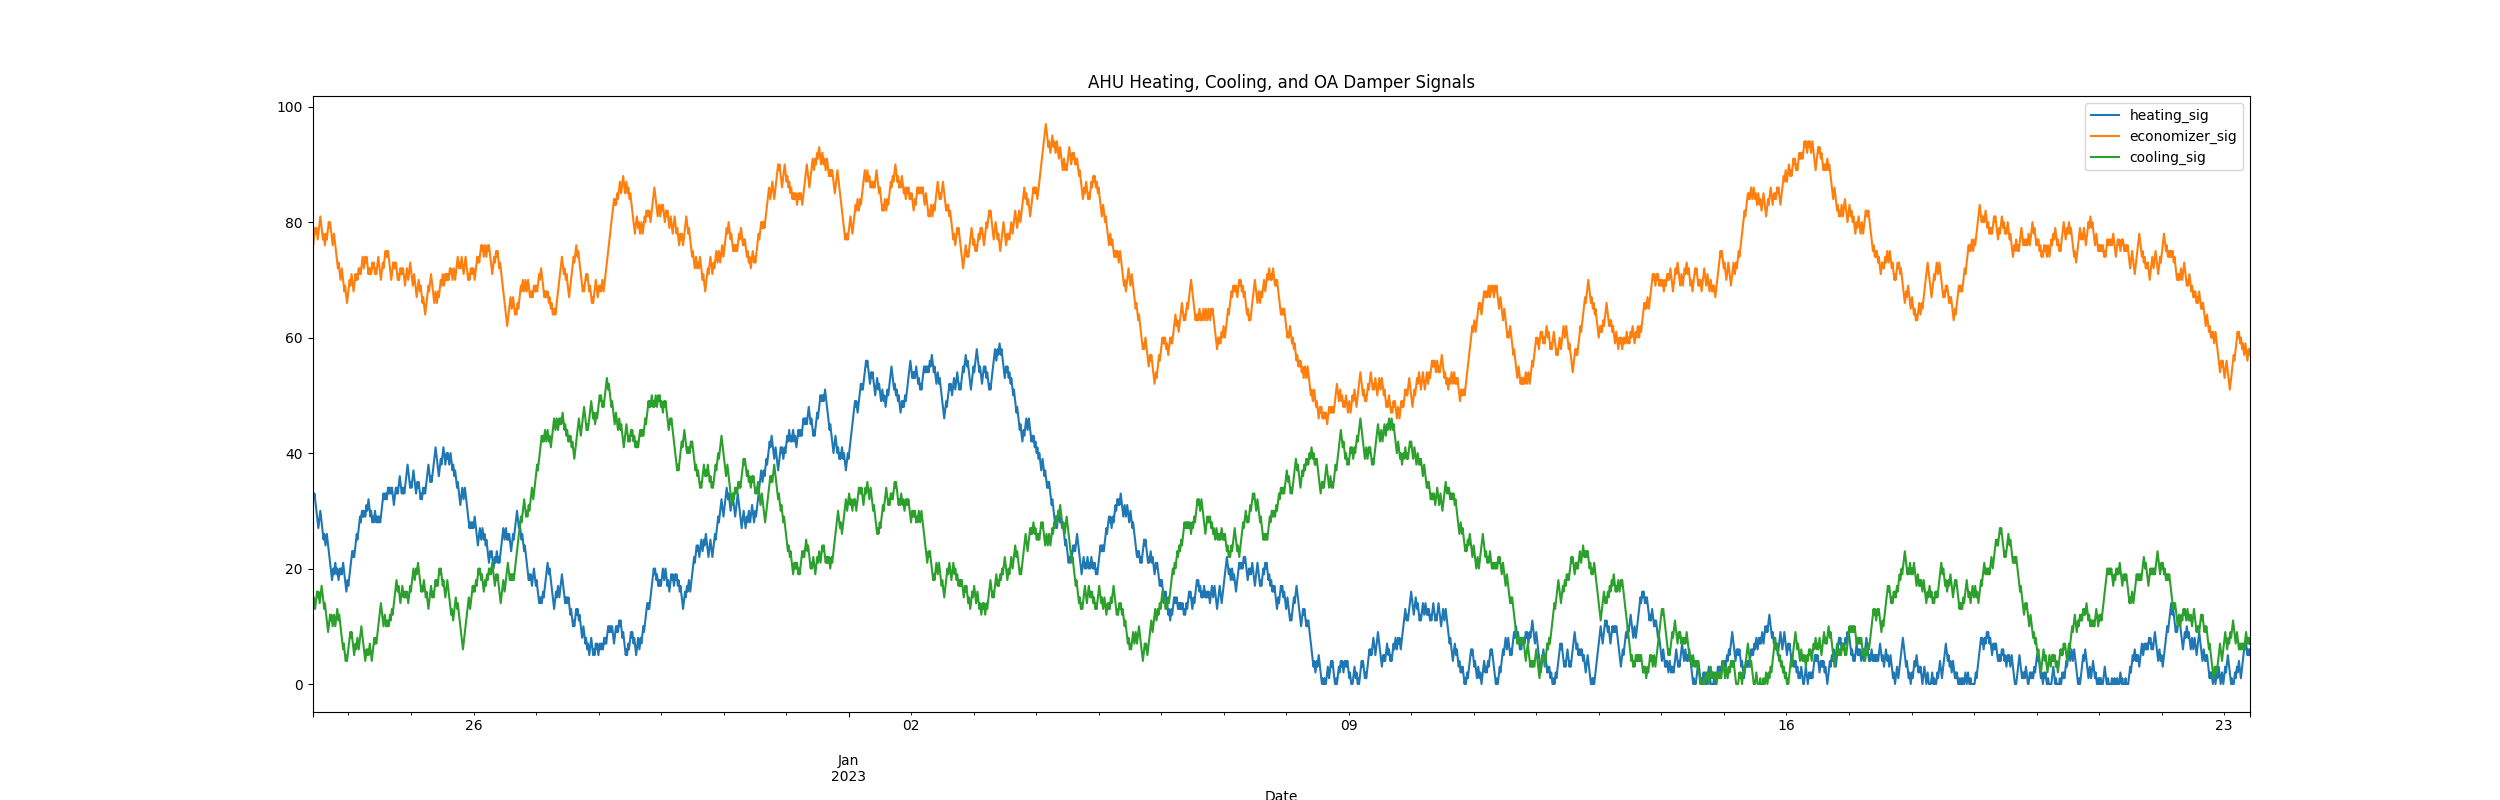 AHU Heating, Cooling, and OA Damper Signals
100
80
60
40
20
0
heating_sig
economizer_sig
cooling_sig
26
02
09
16
23
Jan
2023
Date